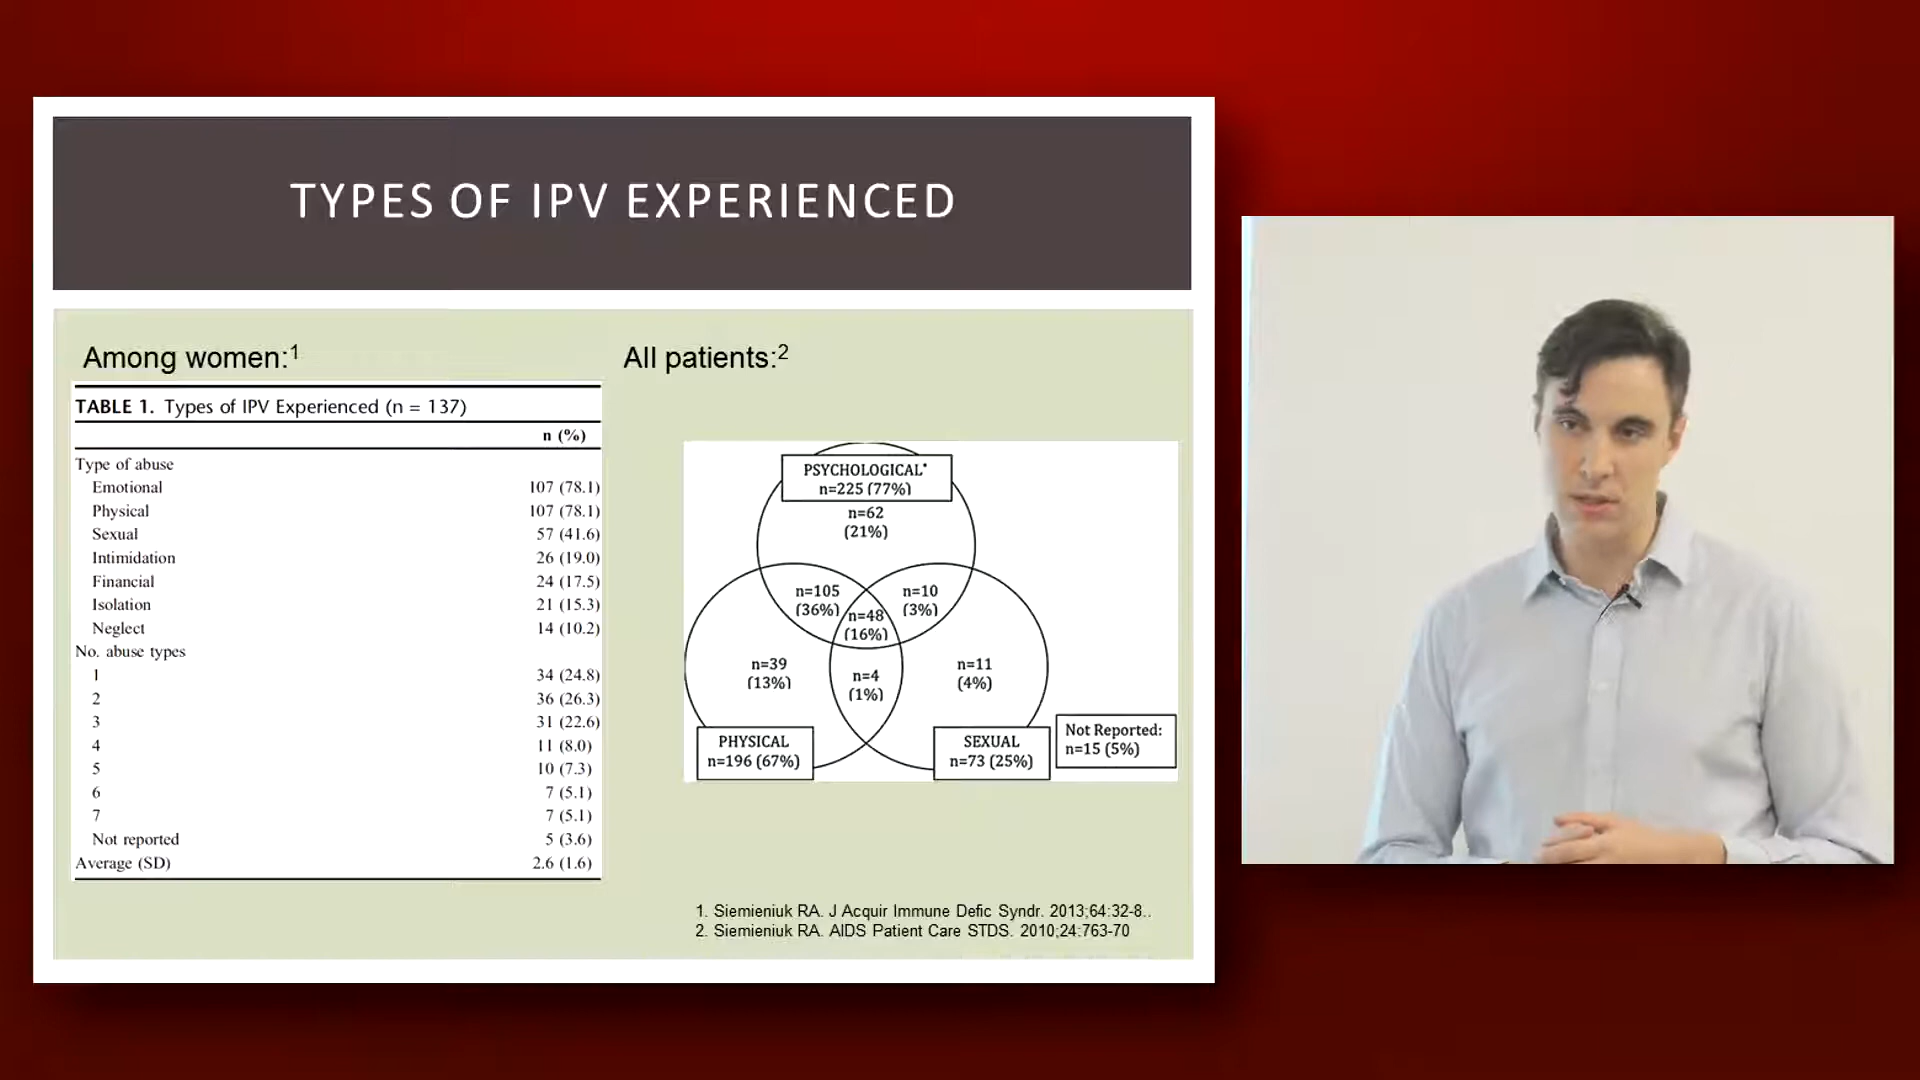 TYPES OF IPV EXPERIENCED
Among women:1
TABLE 1. Types of IPV Experienced (n = 137)
n (%)
Type of abuse
Emotional 107 (78.1)
Physical 107 (78.1)
Sexual 57 (41.6)
Intimidation 26 (19.0)
Financial 24 (17.5)
Isolation 21 (15.3)
Neglect 14 (10.2)
No. abuse types
1 34 (24.8)
2 36 (26.3)
3 31 (22.6)
4 11 (8.0)
5 10 (7.3)
6 7 (5.1)
7 7 (5.1)
Not reported 5 (3.6)
Average (SD) 2.6 (1.6)
All patients:2
PSYCHOLOGICAL*
n=225 (77%)
n=62
(21%)
n=105
(36%)
n=10
(3%)
n=48
(16%)
n=39
(13%)
n=4
(1%)
n=11
(4%)
PHYSICAL
n=196 (67%)
SEXUAL
n=73 (25%)
Not Reported:
n=15 (5%)
1. Siemieniuk RA. J Acquir Immune Defic Syndr. 2013;64:32-8..
2. Siemieniuk RA. AIDS Patient Care STDS. 2010;24:763-70